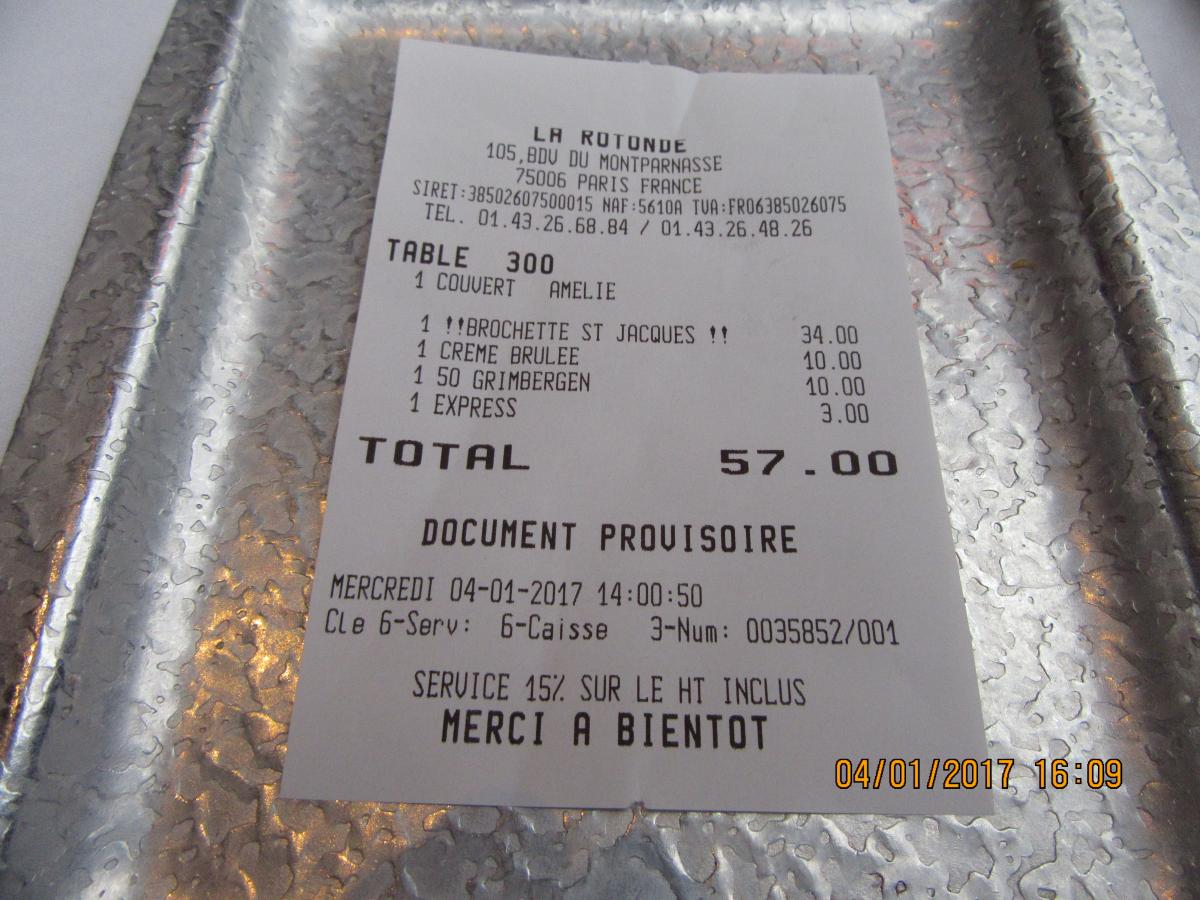 LA ROTONDE
105,BDV DU MONTPARNASSE
75006 PARIS FRANCE
SIRET:38502607500015 NAF:5610A TVA:FR06385026075
TEL. 01.43.26.68.84 / 01.43.26.48.26
TABLE 300
1 COUVERT AMELIE
1 !!BROCHETTE ST JACQUES !! 34.00
1 CREME BRULEE 10.00
1 50 GRIMBERGEN 10.00
1 EXPRESS 3.00
TOTAL 57.00
DOCUMENT PROVISOIRE
MERCREDI 04-01-2017 14:00:50
Cle 6-Serv: 6-Caisse 3-Num: 0035852/001
SERVICE 15% SUR LE HT INCLUS
MERCI A BIENTOT
04/01/2017 16:09